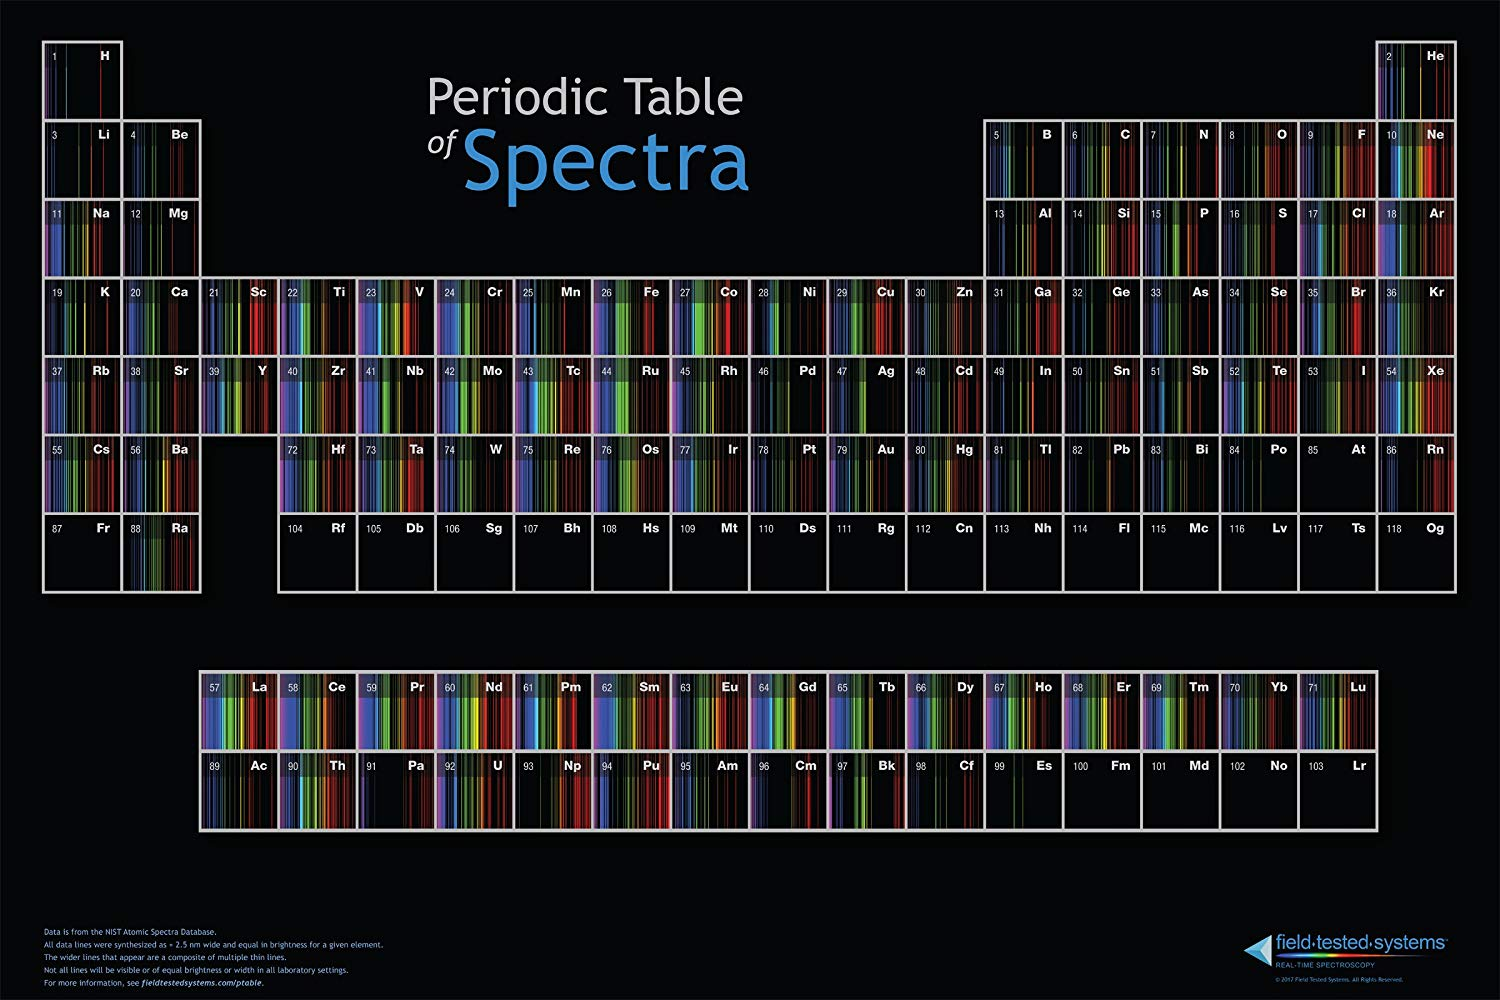 Periodic Table
of Spectra
1 H 2 He
3 Li 4 Be 5 B 6 C 7 N 8 O 9 F 10 Ne
11 Na 12 Mg 13 Al 14 Si 15 P 16 S 17 Cl 18 Ar
19 K 20 Ca 21 Sc 22 Ti 23 V 24 Cr 25 Mn 26 Fe 27 Co 28 Ni 29 Cu 30 Zn 31 Ga 32 Ge 33 As 34 Se 35 Br 36 Kr
37 Rb 38 Sr 39 Y 40 Zr 41 Nb 42 Mo 43 Tc 44 Ru 45 Rh 46 Pd 47 Ag 48 Cd 49 In 50 Sn 51 Sb 52 Te 53 I 54 Xe
55 Cs 56 Ba 72 Hf 73 Ta 74 W 75 Re 76 Os 77 Ir 78 Pt 79 Au 80 Hg 81 Tl 82 Pb 83 Bi 84 Po 85 At 86 Rn
87 Fr 88 Ra 104 Rf 105 Db 106 Sg 107 Bh 108 Hs 109 Mt 110 Ds 111 Rg 112 Cn 113 Nh 114 Fl 115 Mc 116 Lv 117 Ts 118 Og
57 La 58 Ce 59 Pr 60 Nd 61 Pm 62 Sm 63 Eu 64 Gd 65 Tb 66 Dy 67 Ho 68 Er 69 Tm 70 Yb 71 Lu
89 Ac 90 Th 91 Pa 92 U 93 Np 94 Pu 95 Am 96 Cm 97 Bk 98 Cf 99 Es 100 Fm 101 Md 102 No 103 Lr
Data is from the NIST Atomic Spectra Database.
All data lines were synthesized as ≈ 2.5 nm wide and equal in brightness for a given element.
The wider lines that appear are a composite of multiple thin lines.
Not all lines will be visible or of equal brightness or width in all laboratory settings.
For more information, see fieldtestedsystems.com/ptable.
field·tested·systems™
REAL-TIME SPECTROSCOPY
© 2017 Field Tested Systems. All Rights Reserved.